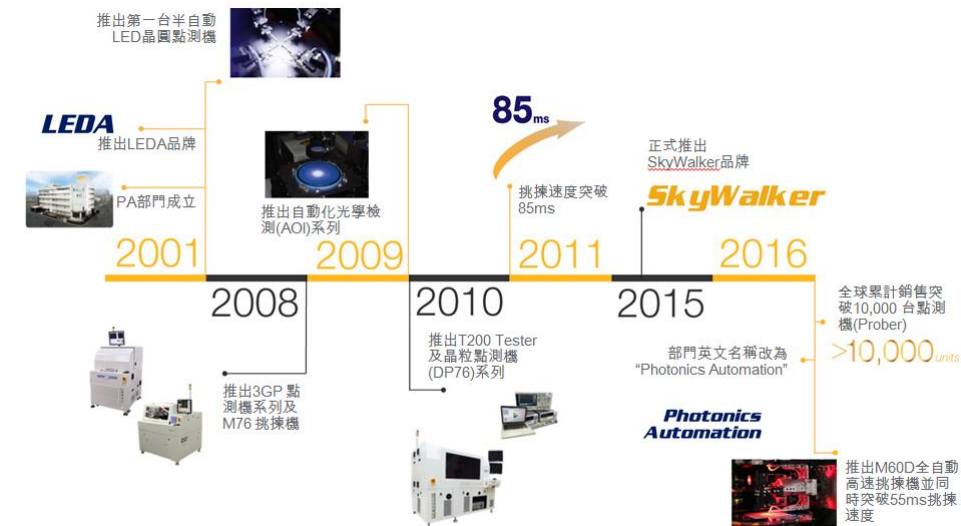 推出第一台半自動
LED晶圓點測機
LEDA
推出LEDA品牌
PA部門成立
2001
推出自動化光學檢
測(AOI)系列
2009
85ms
挑揀速度突破
85ms
2011
正式推出
SkyWalker品牌
SkyWalker
2016
2008
推出3GP 點
測機系列及
M76 挑揀機
2010
推出T200 Tester
及晶粒點測機
(DP76)系列
2015
全球累計銷售突
破10,000 台點測
機(Prober)
>10,000 units
部門英文名稱改為
“Photonics Automation”
Photonics
Automation
推出M60D全自動
高速挑揀機並同
時突破55ms挑揀
速度